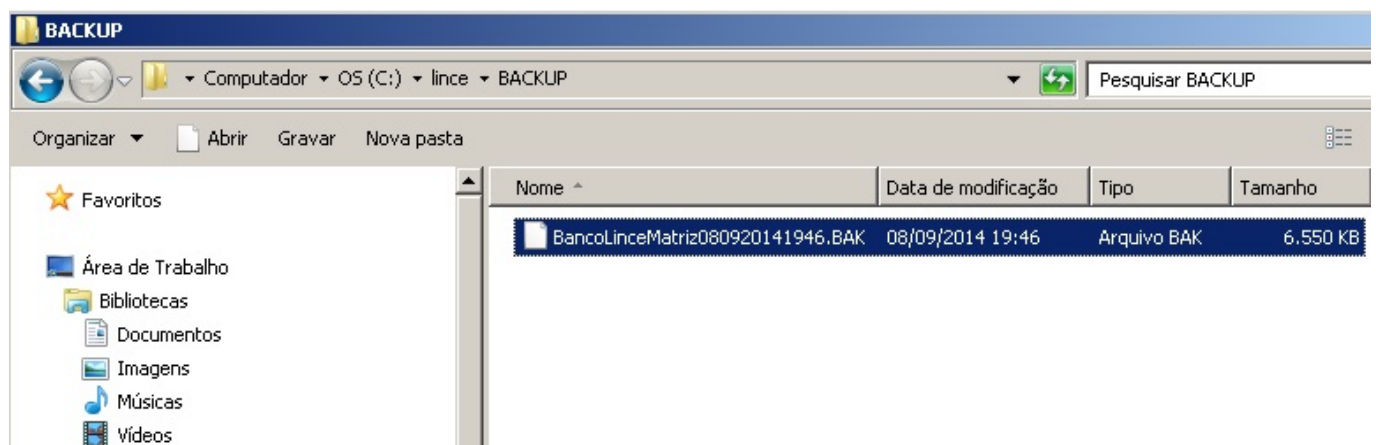 BACKUP
Computador OS (C:) lince BACKUP
Pesquisar BACKUP
Organizar Abrir Gravar Nova pasta
Favoritos
Área de Trabalho
Bibliotecas
Documentos
Imagens
Músicas
Vídeos
Nome Data de modificação Tipo Tamanho
BancoLinceMatriz080920141946.BAK 08/09/2014 19:46 Arquivo BAK 6.550 KB